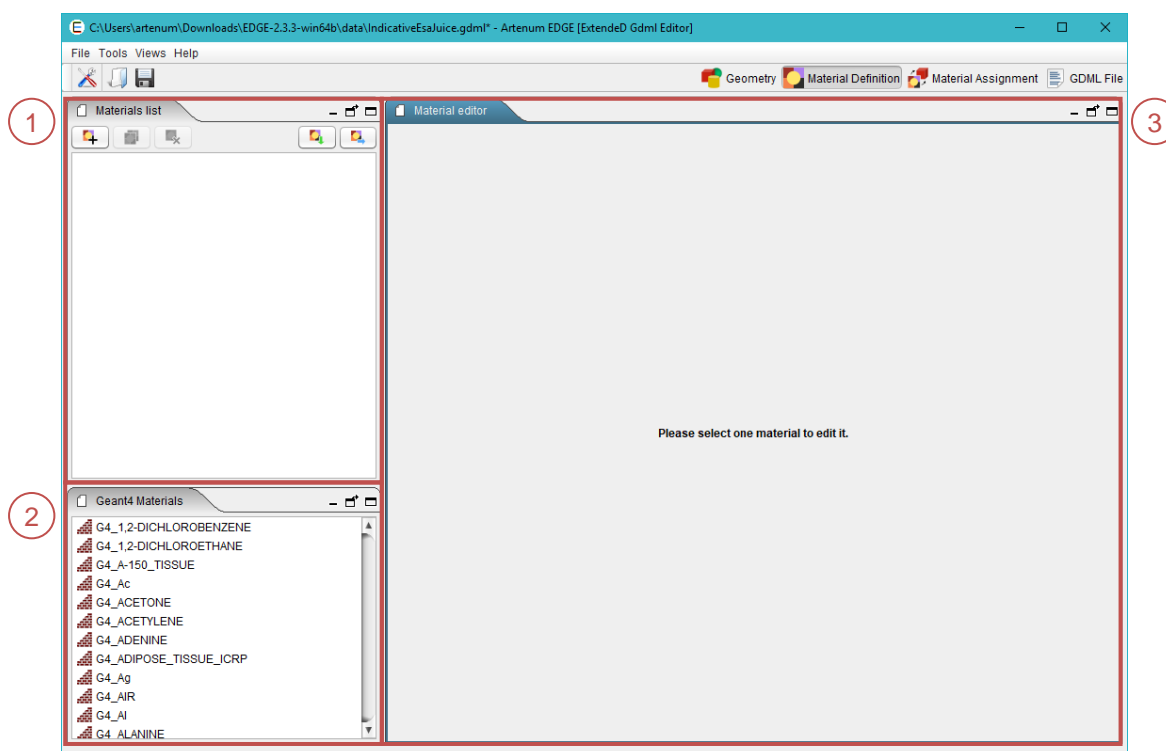 C:\Users\artenum\Downloads\EDGE-2.3.3-win64b\data\IndicativeEsaJuice.gdml* - Artenum EDGE [ExtendeD Gdml Editor]
File Tools Views Help
Geometry Material Definition Material Assignment GDML File
1
Materials list
Material editor
3
Please select one material to edit it.
2
Geant4 Materials
G4_1,2-DICHLOROBENZENE
G4_1,2-DICHLOROETHANE
G4_A-150_TISSUE
G4_Ac
G4_ACETONE
G4_ACETYLENE
G4_ADENINE
G4_ADIPOSE_TISSUE_ICRP
G4_Ag
G4_AIR
G4_Al
G4_ALANINE